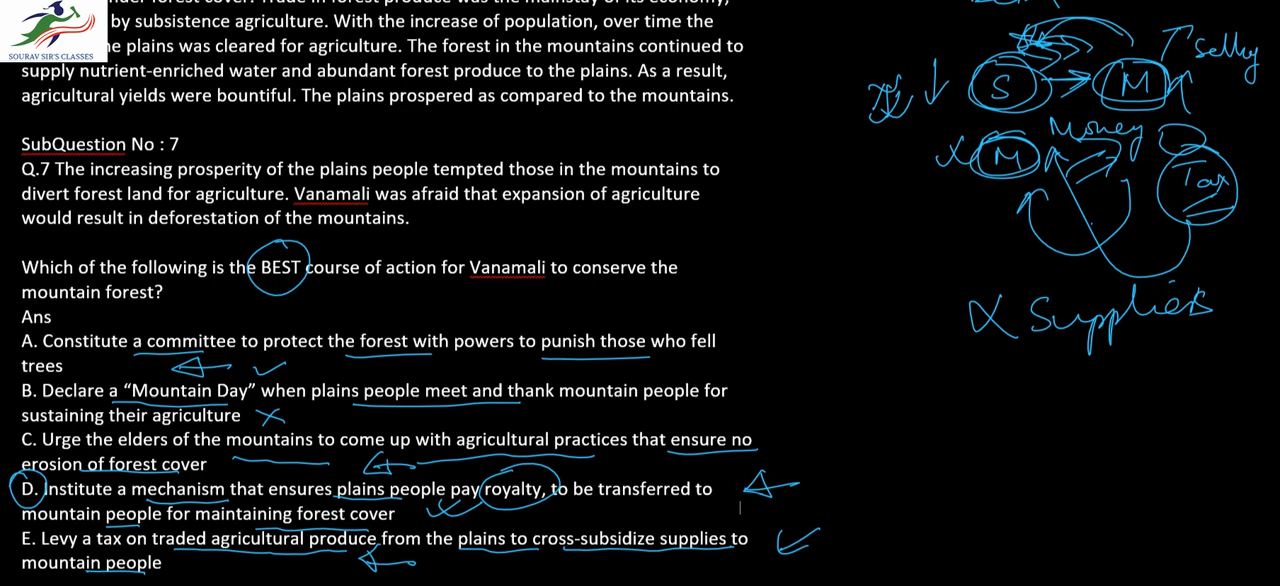 by subsistence agriculture. With the increase of population, over time the
e plains was cleared for agriculture. The forest in the mountains continued to
supply nutrient-enriched water and abundant forest produce to the plains. As a result,
agricultural yields were bountiful. The plains prospered as compared to the mountains.
SOURAV SIR'S CLASSES
SubQuestion No : 7
Q.7 The increasing prosperity of the plains people tempted those in the mountains to
divert forest land for agriculture. Vanamali was afraid that expansion of agriculture
would result in deforestation of the mountains.
Which of the following is the BEST course of action for Vanamali to conserve the
mountain forest?
Ans
A. Constitute a committee to protect the forest with powers to punish those who fell
trees
B. Declare a “Mountain Day” when plains people meet and thank mountain people for
sustaining their agriculture
C. Urge the elders of the mountains to come up with agricultural practices that ensure no
erosion of forest cover
D. Institute a mechanism that ensures plains people pay royalty, to be transferred to
mountain people for maintaining forest cover
E. Levy a tax on traded agricultural produce from the plains to cross-subsidize supplies to
mountain people
S
M
M
Money
Tax
Supplies